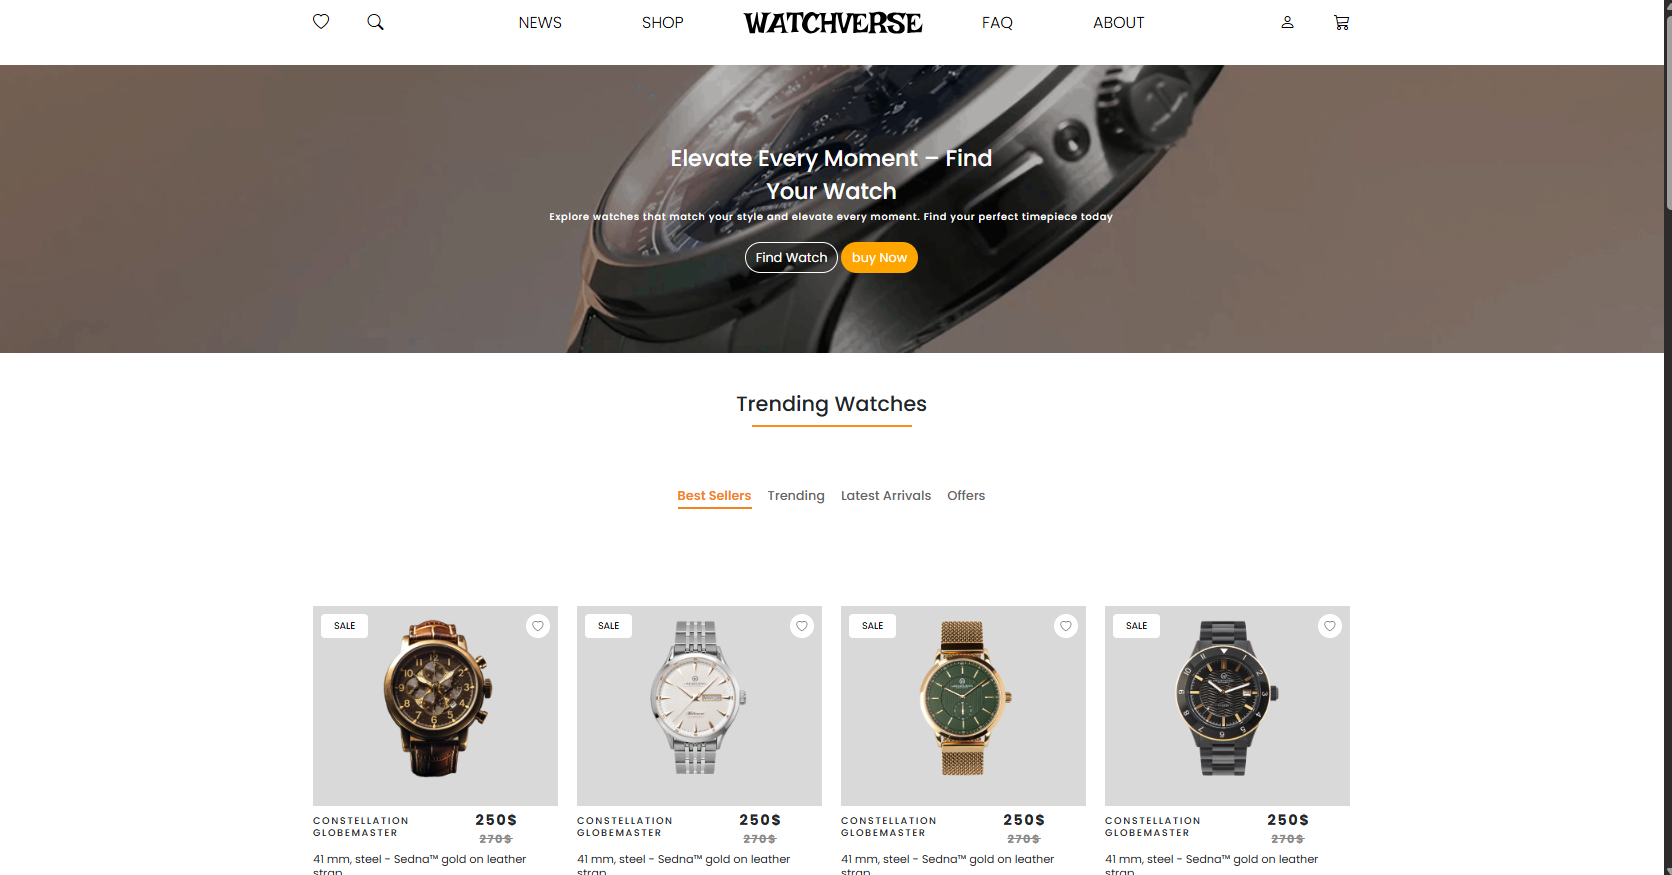 NEWS SHOP WATCHVERSE FAQ ABOUT
Elevate Every Moment – Find
Your Watch
Explore watches that match your style and elevate every moment. Find your perfect timepiece today
Find Watch buy Now
Trending Watches
Best Sellers Trending Latest Arrivals Offers
SALE
CONSTELLATION
GLOBEMASTER
250$
270$
41 mm, steel - Sedna™ gold on leather
strap
SALE
CONSTELLATION
GLOBEMASTER
250$
270$
41 mm, steel - Sedna™ gold on leather
strap
SALE
CONSTELLATION
GLOBEMASTER
250$
270$
41 mm, steel - Sedna™ gold on leather
strap
SALE
CONSTELLATION
GLOBEMASTER
250$
270$
41 mm, steel - Sedna™ gold on leather
strap